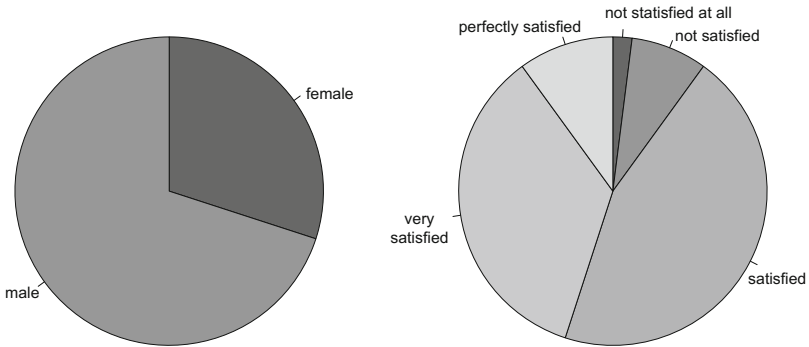 female
male
not statisfied at all
not satisfied
perfectly satisfied
very
satisfied
satisfied